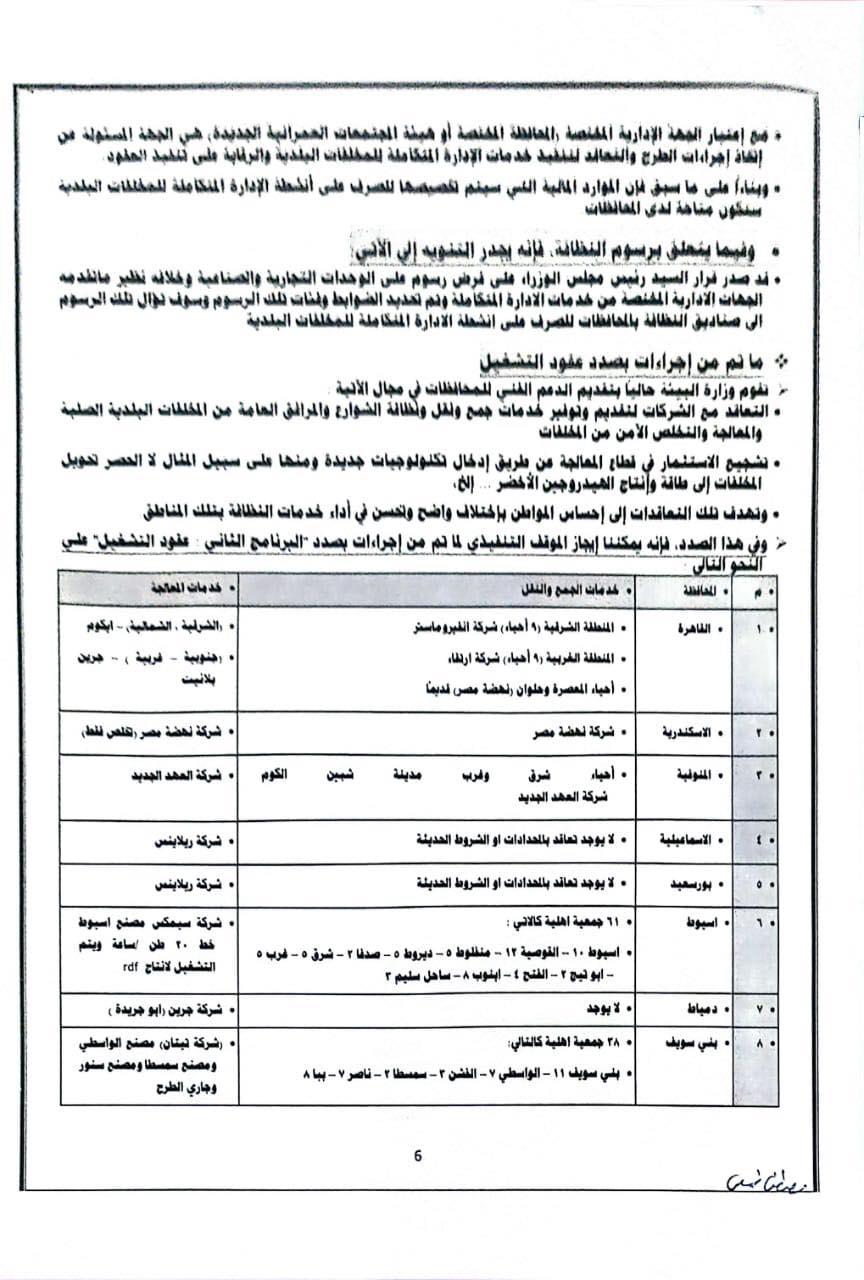 • مع إعتبار الجهة الإدارية المختصة (المحافظة المختصة أو هيئة المجتمعات العمرانية الجديدة، هي الجهة المسئولة عن
إتخاذ إجراءات الطرح والتعاقد لتنفيذ خدمات الإدارة المتكاملة للمخلفات البلدية والرقابة على تنفيذ العقود.
• وبناءاً على ما سبق فإن الموارد المالية التي سيتم تخصيصها للصرف على أنشطة الإدارة المتكاملة للمخلفات البلدية
ستكون متاحة لدى المحافظات
• وفيما يتعلق برسوم النظافة، فإنه يجدر التنويه إلي الأتي:
• قد صدر قرار السيد رئيس مجلس الوزراء على فرض رسوم على الوحدات التجارية والصناعية وخلافه نظير ماتقدمه
الجهات الادارية المختصة من خدمات الادارة المتكاملة وتم تحديد الضوابط وفئات تلك الرسوم وسوف تؤال تلك الرسوم
الى صناديق النظافة بالمحافظات للصرف على انشطة الادارة المتكاملة للمخلفات البلدية
❖ ما تم من إجراءات بصدد عقود التشغيل
➢ تقوم وزارة البيئة حالياً بتقديم الدعم الفني للمحافظات في مجال الأتية :
• التعاقد مع الشركات لتقديم وتوفير خدمات جمع ونقل ونظافة الشوارع والمرافق العامة من المخلفات البلدية الصلبة
والمعالجة والتخلص الأمن من المخلفات
• تشجيع الاستثمار في قطاع المعالجة عن طريق إدخال تكنولوجيات جديدة ومنها على سبيل المثال لا الحصر تحويل
المخلفات إلى طاقة وإنتاج الهيدروجين الأخضر ... إلخ.
• وتهدف تلك التعاقدات إلى إحساس المواطن بإختلاف واضح وتحسن في أداء خدمات النظافة بتلك المناطق
➢ وفي هذا الصدد، فإنه يمكننا إيجاز الموقف التنفيذي لما تم من إجراءات بصدد "البرنامج الثاني : عقود التشغيل" على
النحو التالي :
• م • المحافظة • خدمات الجمع والنقل • خدمات المعالجة
• ١ • القاهرة • المنطقة الشرقية (٩ أحياء) شركة انفيروماستر • (الشرقية ، الشمالية) – ايكوم
• المنطقة الغربية (٩ أحياء) شركة ارتقاء • (جنوبية – غربية ) – جرين
بلانيت
• أحياء المعصرة وحلوان (نهضة مصر) قديمًا
• ٢ • الاسكندرية • شركة نهضة مصر • شركة نهضة مصر (تخلص فقط)
• ٣ • المنوفية • أحياء شرق وغرب مدينة شبين الكوم • شركة العهد الجديد
شركة العهد الجديد
• ٤ • الاسماعيلية • لا يوجد تعاقد بالمحدادات او الشروط الحديثة • شركة ريلاينس
• ٥ • بورسعيد • لا يوجد تعاقد بالمحدادات او الشروط الحديثة • شركة ريلاينس
• ٦ • اسيوط • ٦١ جمعية اهلية كالاتي : • شركة سيمكس مصنع اسيوط
خط ٢٠ طن /ساعة ويتم
التشغيل لانتاج rdf
• اسيوط ١٠ – القوصية ١٢ – منفلوط ٥ – ديروط ٥ – صدفا ٢ – شرق ٥ – غرب ٥
– ابو تيج ٢ – الفتح ٤ – ابنوب ٨ – ساحل سليم ٣
• ٧ • دمياط • لا يوجد • شركة جرين (ابو جريدة )
• ٨ • بني سويف • ٣٨ جمعية اهلية كالتالي: • (شركة تيتان) مصنع الواسطي
ومصنع سمسطا ومصنع سنور
وجاري الطرح
• بني سويف ١١ – الواسطي ٧ – الفشن ٣ – سمسطا ٢ – ناصر ٧ – ببا ٨
6